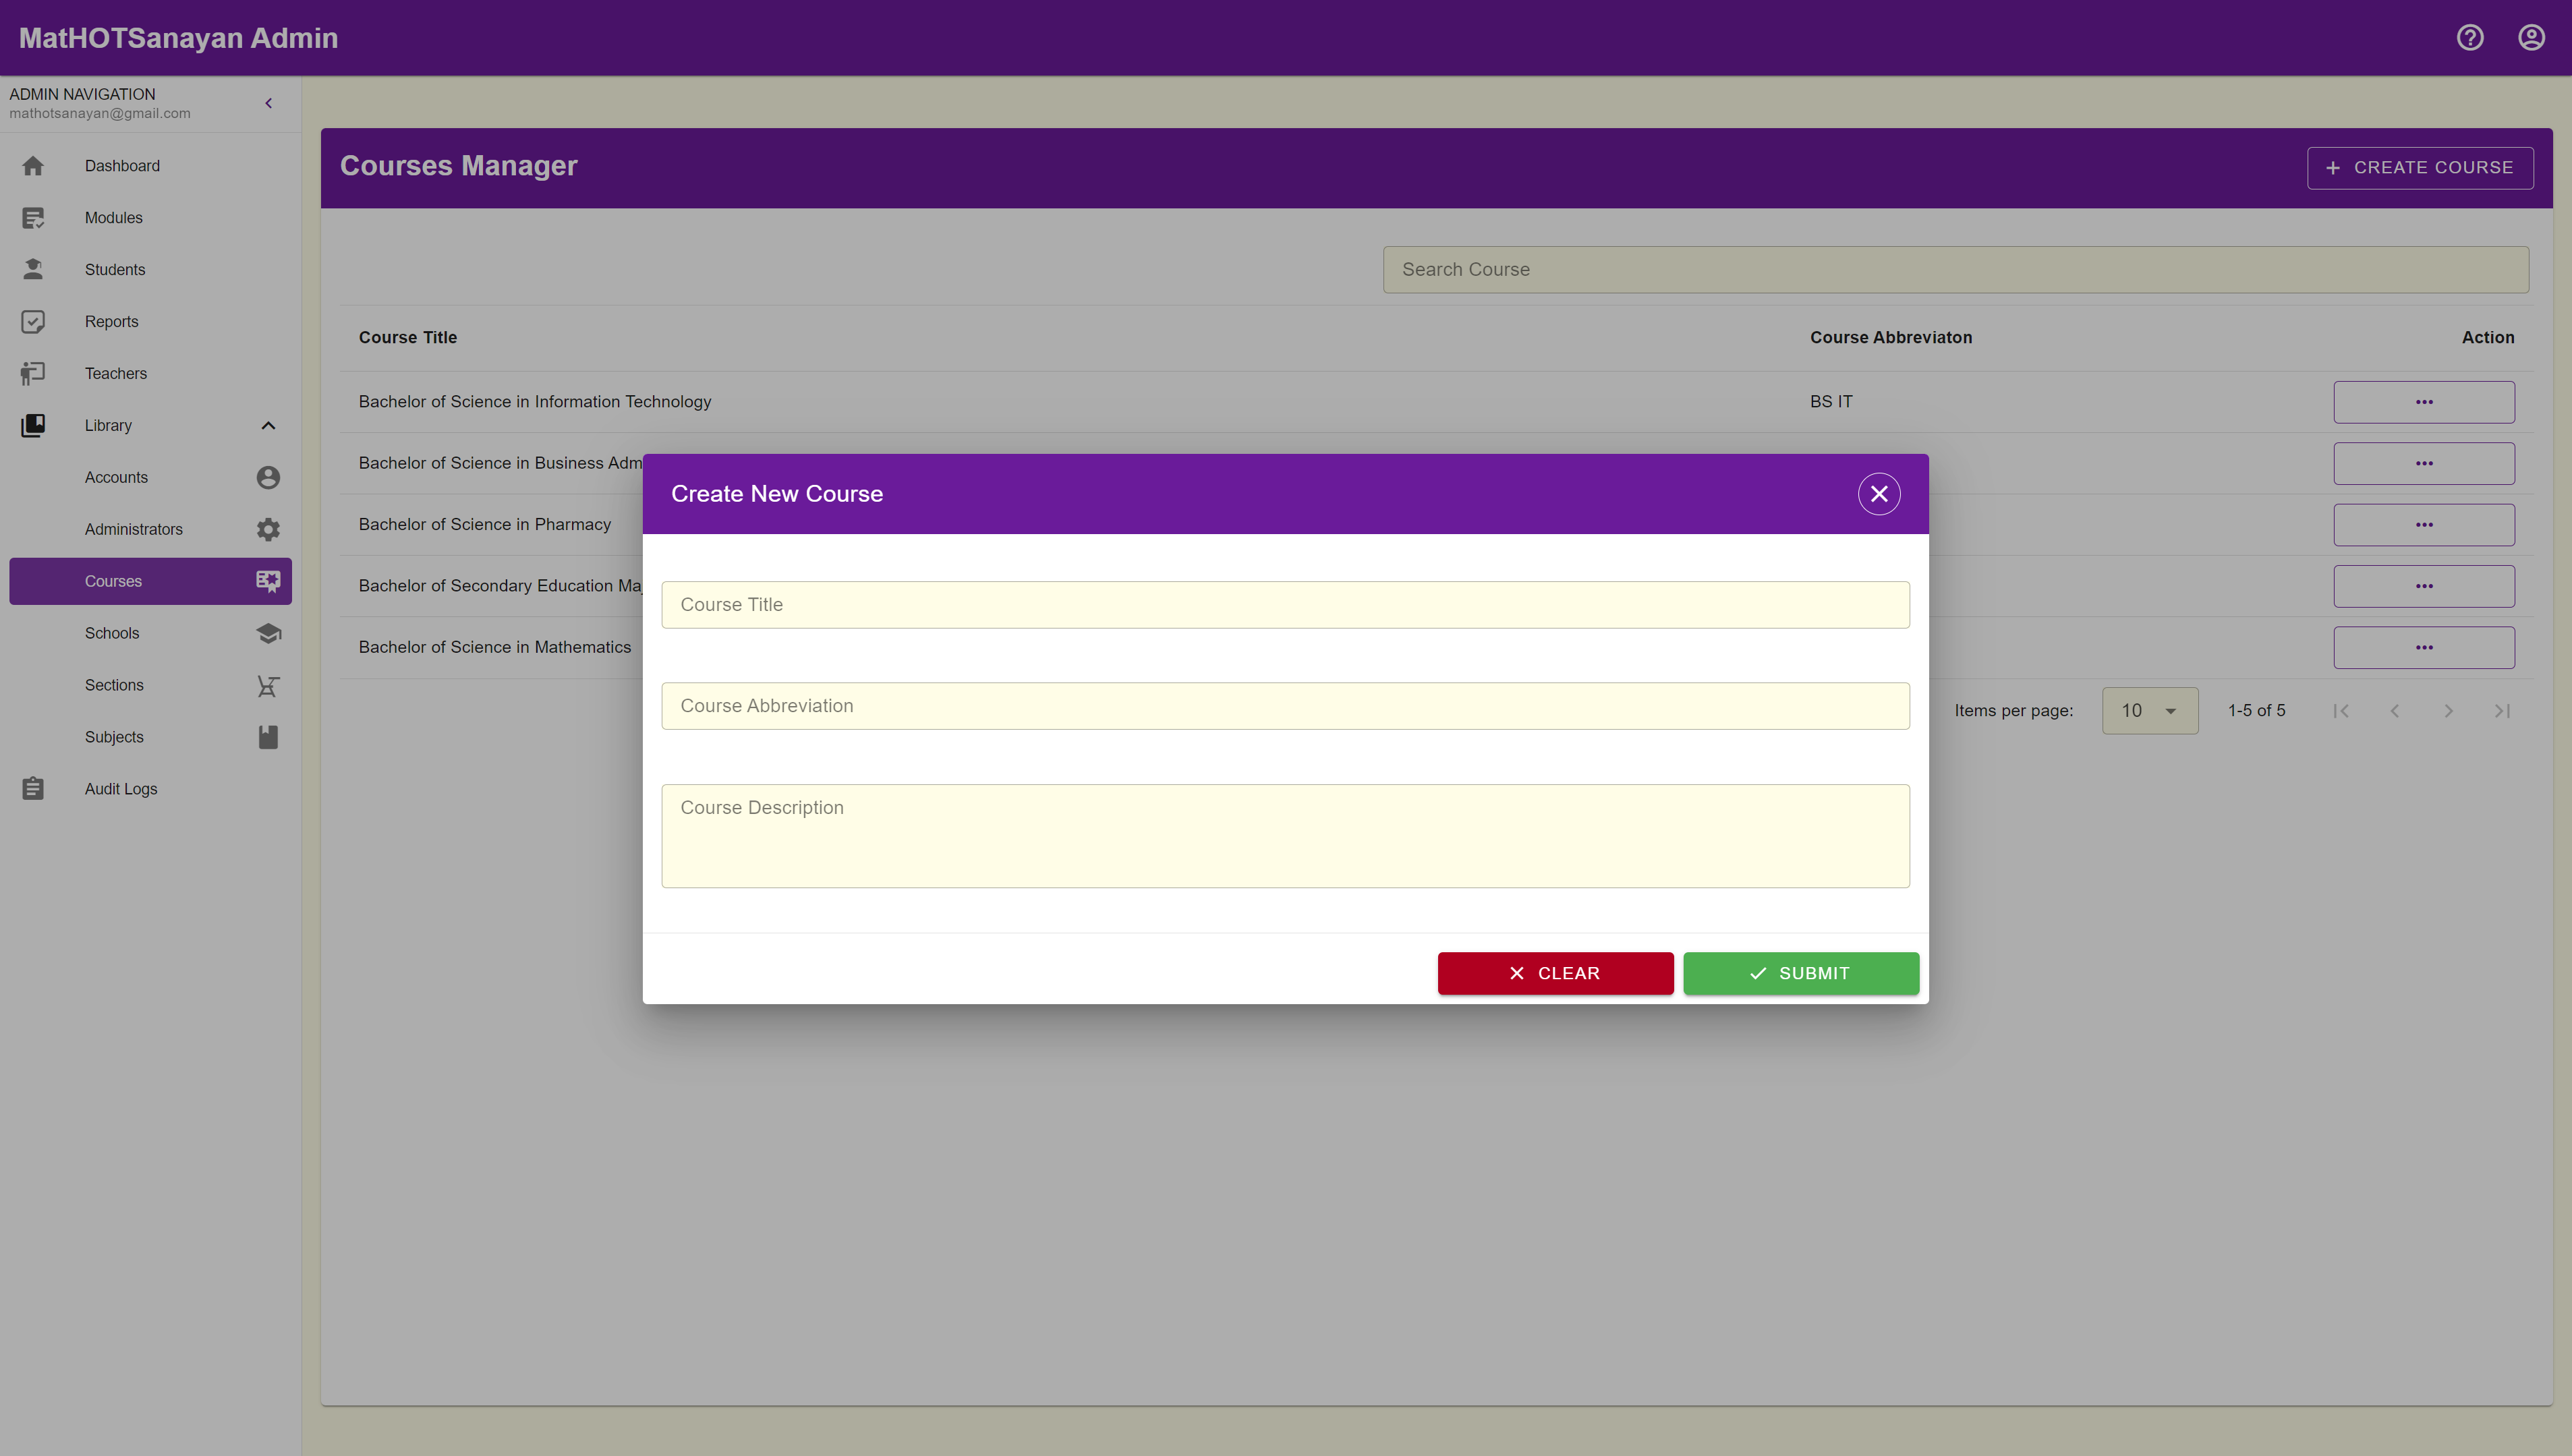 MatHOTSanayan Admin
ADMIN NAVIGATION
mathotsanayan@gmail.com
Dashboard
Modules
Students
Reports
Teachers
Library
Accounts
Administrators
Courses
Schools
Sections
Subjects
Audit Logs
Courses Manager
CREATE COURSE
Search Course
Course Title Course Abbreviaton Action
Bachelor of Science in Information Technology BS IT
Bachelor of Science in Business
Bachelor of Science in Pharmacy
Bachelor of Secondary Education
Bachelor of Science in Mathematics
Items per page: 10 1-5 of 5
Create New Course
Course Title
Course Abbreviation
Course Description
CLEAR SUBMIT